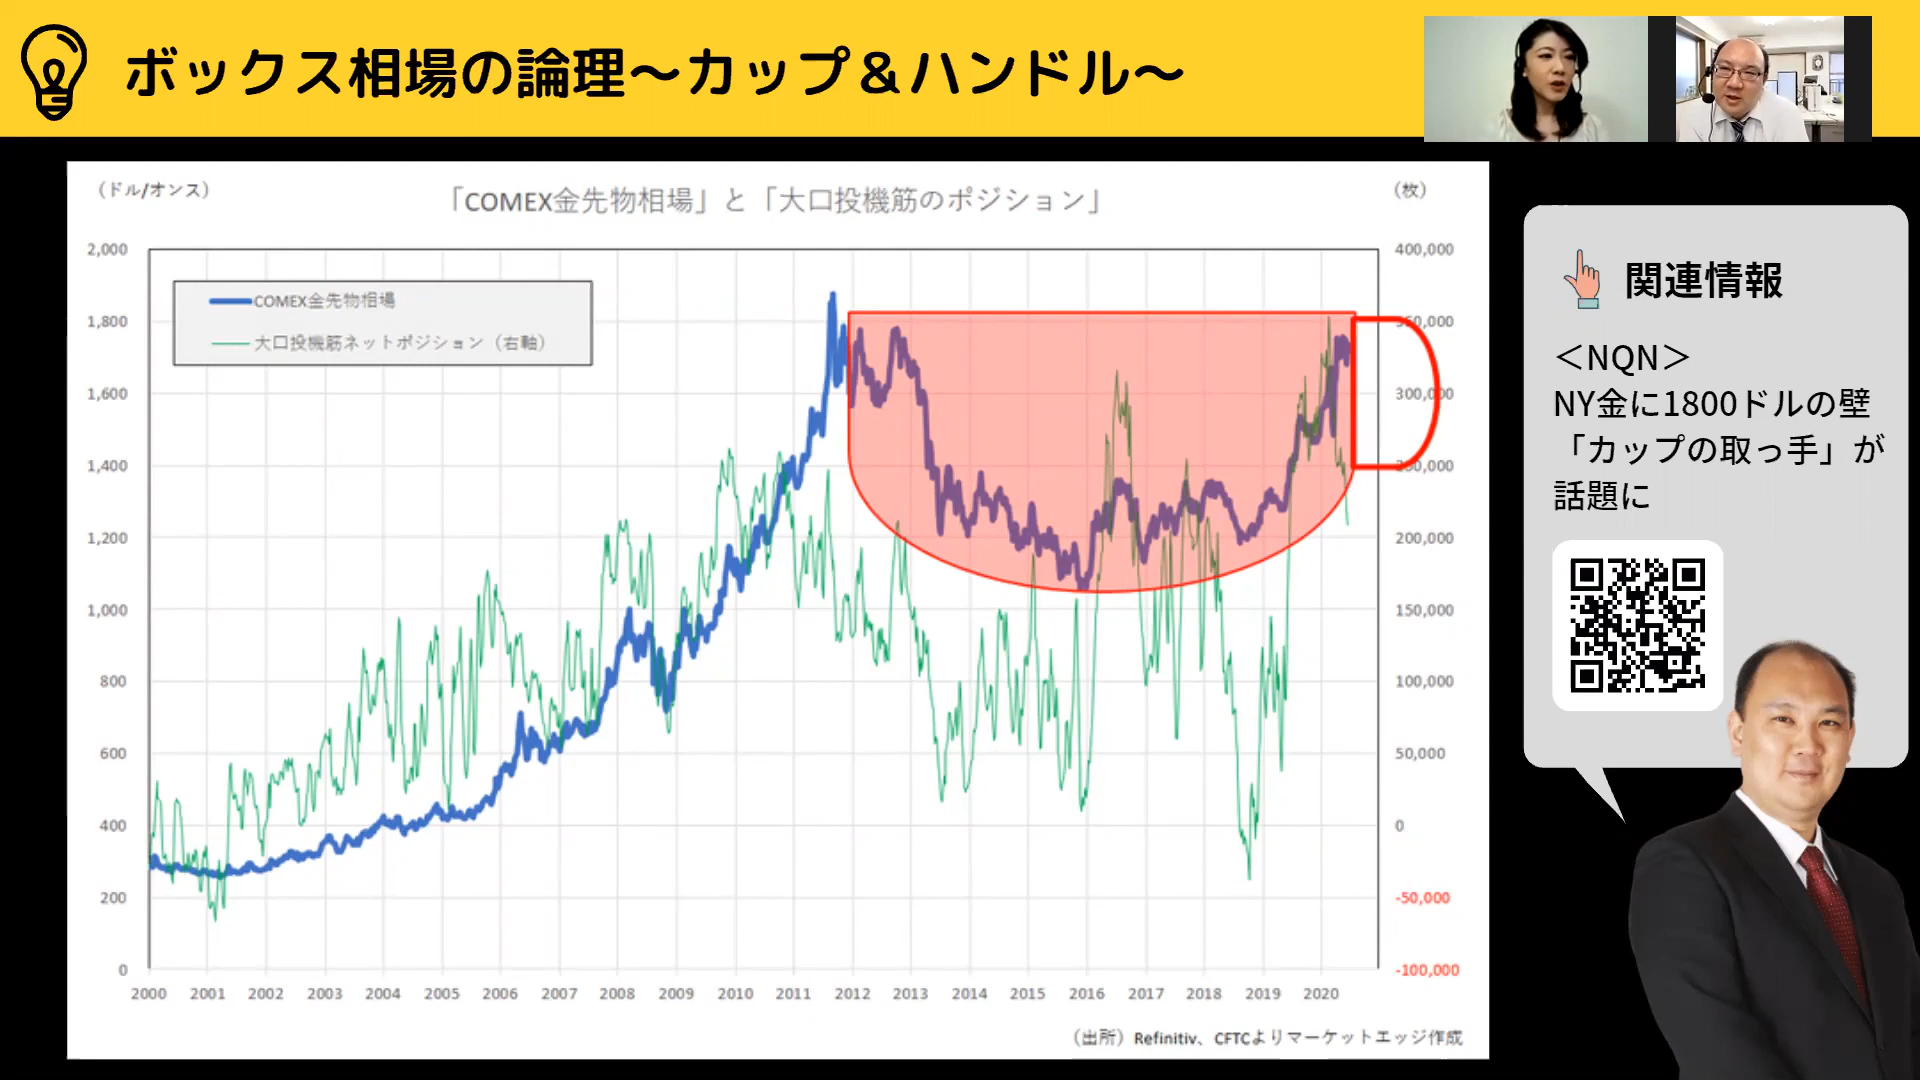 ボックス相場の論理～カップ＆ハンドル～
（ドル/オンス）
「COMEX金先物相場」と「大口投機筋のポジション」
（枚）
COMEX金先物相場
大口投機筋ネットポジション（右軸）
2,000
1,800
1,600
1,400
1,200
1,000
800
600
400
200
0
400,000
300,000
200,000
150,000
100,000
50,000
0
-50,000
-100,000
2000 2001 2002 2003 2004 2005 2006 2007 2008 2009 2010 2011 2012 2013 2014 2015 2016 2017 2018 2019 2020
（出所）Refinitiv、CFTCよりマーケットエッジ作成
関連情報
＜NQN＞
NY金に1800ドルの壁
「カップの取っ手」が
話題に